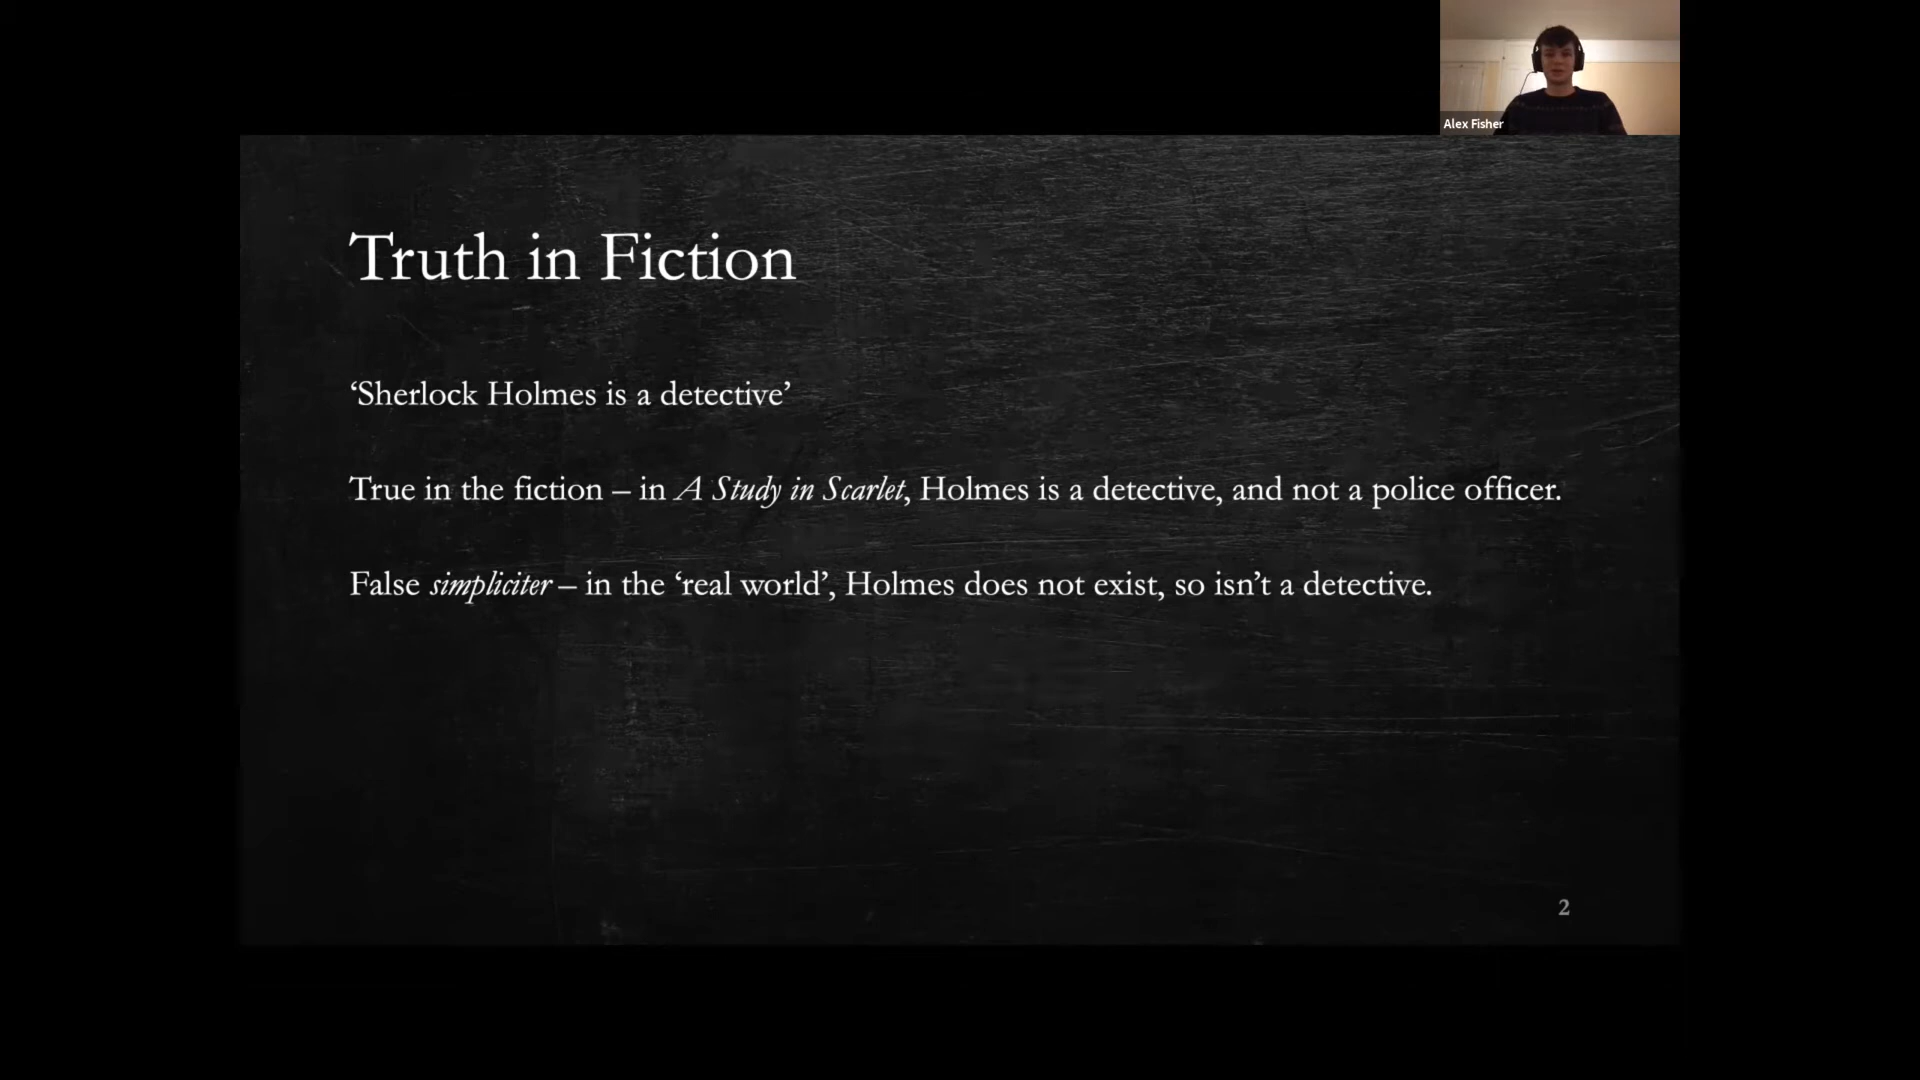 Alex Fisher
Truth in Fiction
‘Sherlock Holmes is a detective’
True in the fiction – in A Study in Scarlet, Holmes is a detective, and not a police officer.
False simpliciter – in the ‘real world’, Holmes does not exist, so isn’t a detective.
2